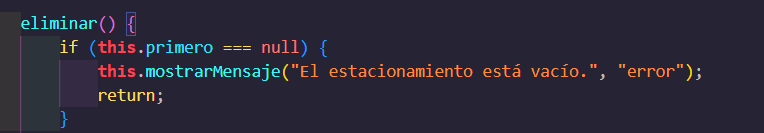 eliminar() {
if (this.primero === null) {
this.mostrarMensaje("El estacionamiento está vacío.", "error");
return;
}